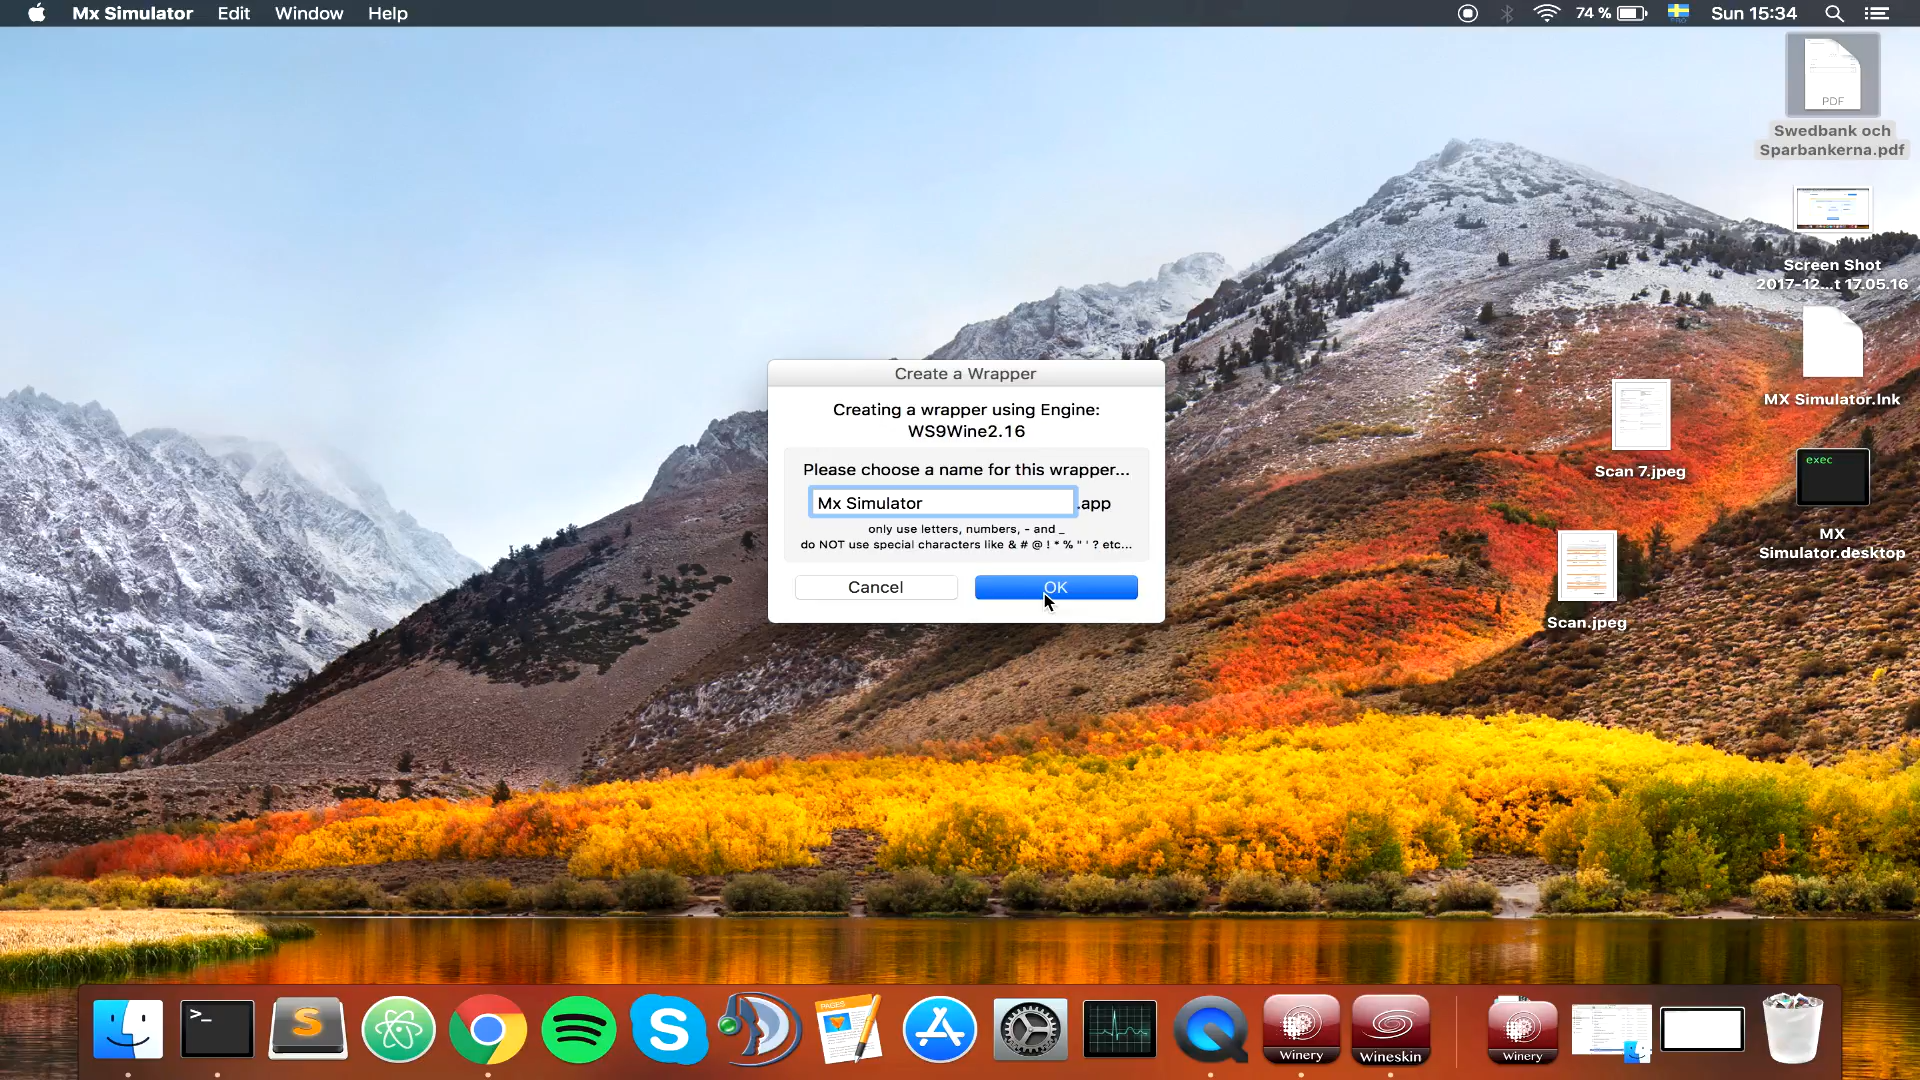 Mx Simulator Edit Window Help
74 % Sun 15:34
PDF
Swedbank och
Sparbankerna.pdf
Screen Shot
2017-12...t 17.05.16
MX Simulator.lnk
Scan 7.jpeg
exec
MX
Simulator.desktop
Scan.jpeg
Create a Wrapper
Creating a wrapper using Engine:
WS9Wine2.16
Please choose a name for this wrapper...
Mx Simulator .app
only use letters, numbers, - and _
do NOT use special characters like & # @ ! * % " ' ? etc...
Cancel OK
>_
S
S
PAGES
Winery
Wineskin
Winery